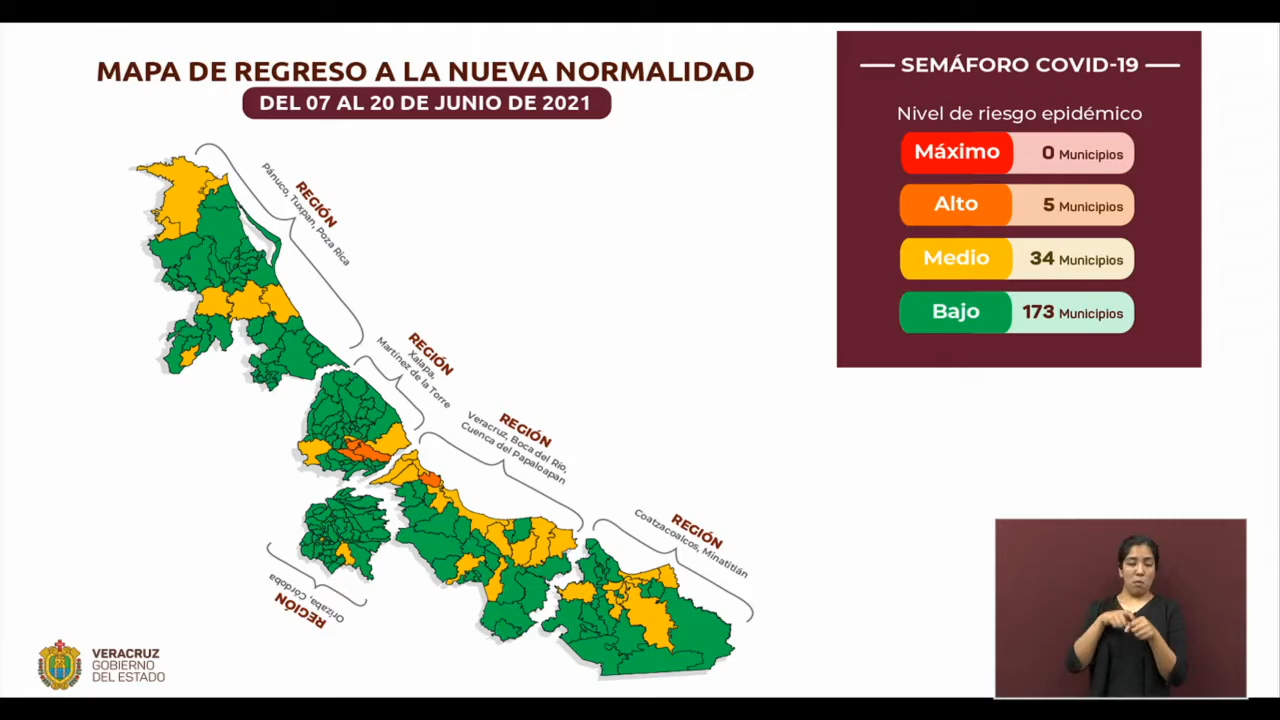 MAPA DE REGRESO A LA NUEVA NORMALIDAD
DEL 07 AL 20 DE JUNIO DE 2021
SEMÁFORO COVID-19
Nivel de riesgo epidémico
Máximo 0 Municipios
Alto 5 Municipios
Medio 34 Municipios
Bajo 173 Municipios
REGIÓN
Pánuco, Tuxpan, Poza Rica
REGIÓN
Xalapa,
Martínez de la Torre
REGIÓN
Veracruz, Boca del Río,
Cuenca del Papaloapan
REGIÓN
Coatzacoalcos, Minatitlán
Orizaba, Córdoba
REGIÓN
VERACRUZ
GOBIERNO
DEL ESTADO